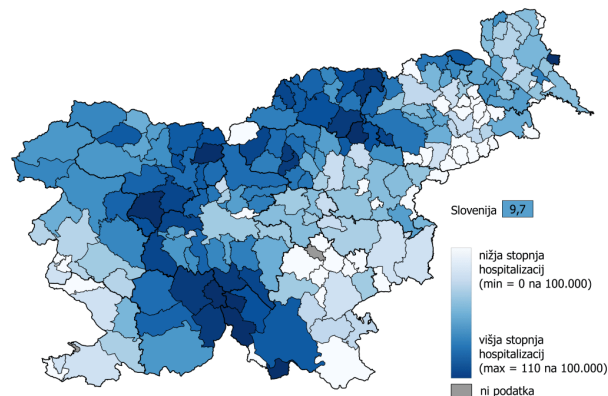 Slovenija 9,7
nižja stopnja
hospitalizacij
(min = 0 na 100.000)
višja stopnja
hospitalizacij
(max = 110 na 100.000)
ni podatka